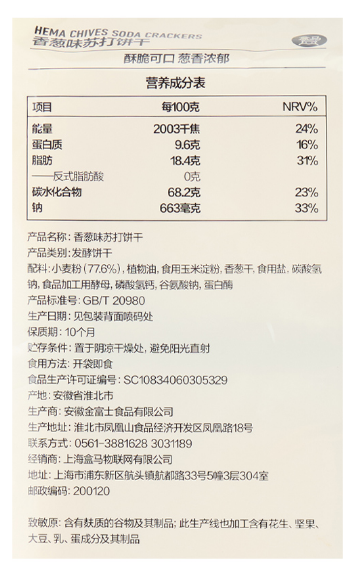 HEMA CHIVES SODA CRACKERS
香葱味苏打饼干
酥脆可口 葱香浓郁
营养成分表
项目 每100克 NRV%
能量 2003千焦 24%
蛋白质 9.6克 16%
脂肪 18.4克 31%
——反式脂肪酸 0克
碳水化合物 68.2克 23%
钠 663毫克 33%
产品名称: 香葱味苏打饼干
产品类别: 发酵饼干
配料: 小麦粉 (77.6%), 植物油, 食用玉米淀粉, 香葱干, 食用盐, 碳酸氢
钠, 食品加工用酵母, 磷酸氢钙, 谷氨酸钠, 蛋白酶
产品标准号: GB/T 20980
生产日期: 见包装背面喷码处
保质期: 10个月
贮存条件: 置于阴凉干燥处, 避免阳光直射
食用方法: 开袋即食
食品生产许可证编号: SC10834060305329
产地: 安徽省淮北市
生产商: 安徽金富士食品有限公司
生产地址: 淮北市凤凰山食品经济开发区凤凰路18号
联系方式: 0561-3881628 3031189
经销商: 上海盒马物联网有限公司
地址: 上海市浦东新区航头镇航都路33号5幢3层304室
邮政编码: 200120
致敏原: 含有麸质的谷物及其制品; 此生产线也加工含有花生、坚果、
大豆、乳、蛋成分及其制品